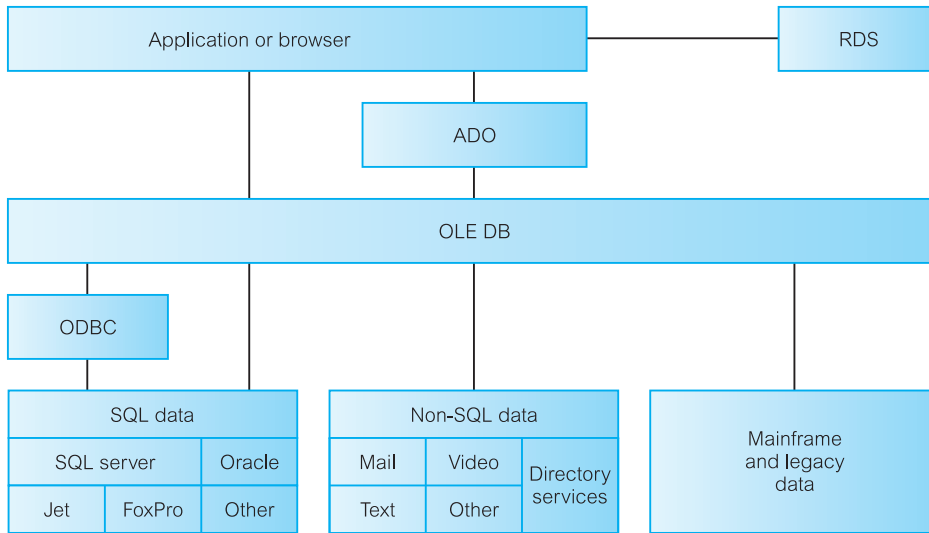 Application or browser
RDS
ADO
OLE DB
ODBC
SQL data
SQL server
Oracle
Jet
FoxPro
Other
Non-SQL data
Mail
Video
Directory
services
Text
Other
Mainframe
and legacy
data